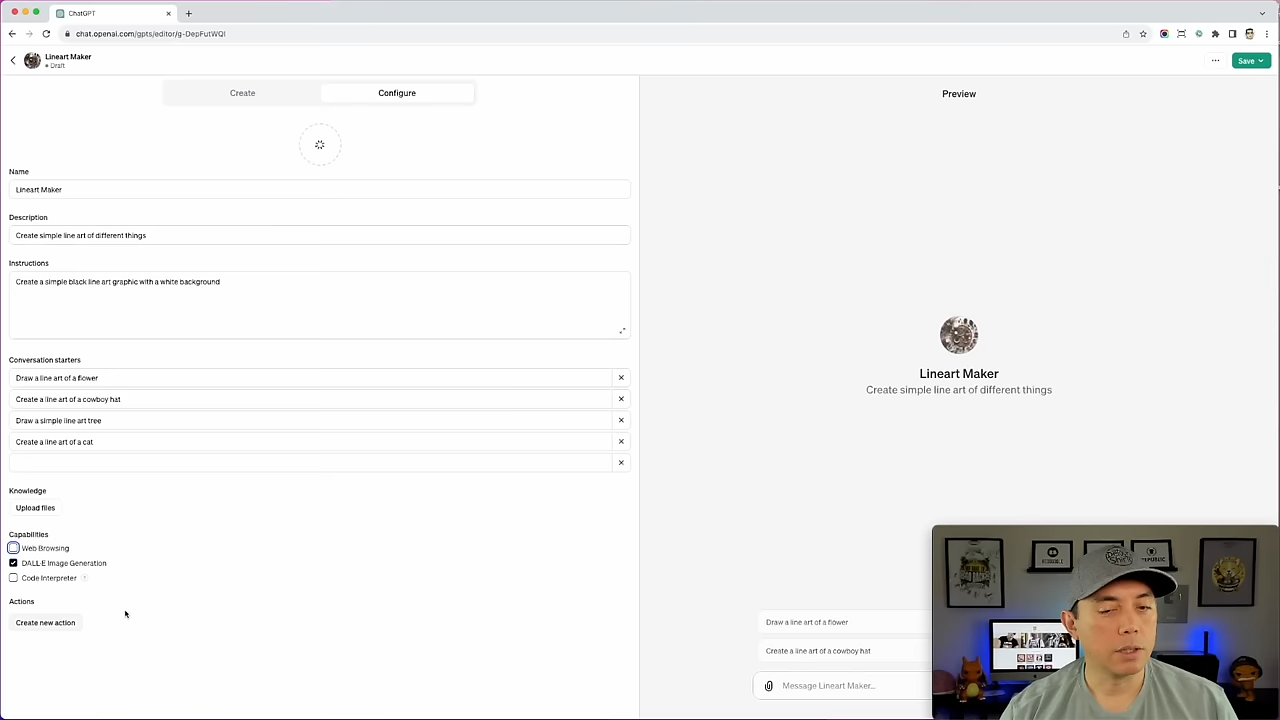 ChatGPT
chat.openai.com/gpts/editor/g-DepFutWQl
Lineart Maker
Draft
Save
Create
Configure
Preview
Name
Lineart Maker
Description
Create simple line art of different things
Instructions
Create a simple black line art graphic with a white background
Conversation starters
Draw a line art of a flower
Create a line art of a cowboy hat
Draw a simple line art tree
Create a line art of a cat
Knowledge
Upload files
Capabilities
Web Browsing
DALL·E Image Generation
Code Interpreter ?
Actions
Create new action
Lineart Maker
Create simple line art of different things
Draw a line art of a flower
Create a line art of a cowboy hat
Message Lineart Maker...